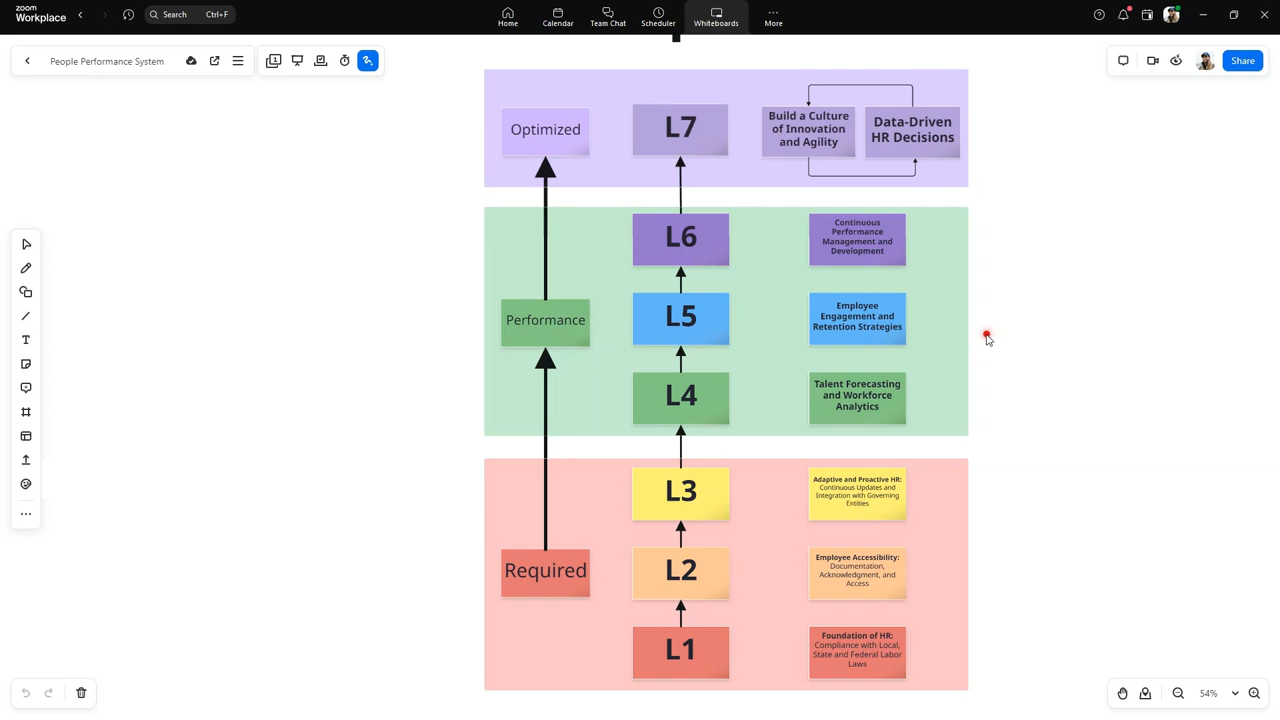 zoom
Workplace
Search
Ctrl+F
Home
Calendar
Team Chat
Scheduler
Whiteboards
More
People Performance System
1
Share
Optimized
L7
Build a Culture
of Innovation
and Agility
Data-Driven
HR Decisions
L6
Continuous
Performance
Management and
Development
Performance
L5
Employee
Engagement and
Retention Strategies
L4
Talent Forecasting
and Workforce
Analytics
L3
Adaptive and Proactive HR:
Continuous Updates and
Integration with Governing
Entities
Required
L2
Employee Accessibility:
Documentation,
Acknowledgment, and
Access
L1
Foundation of HR:
Compliance with Local,
State and Federal Labor
Laws
54%